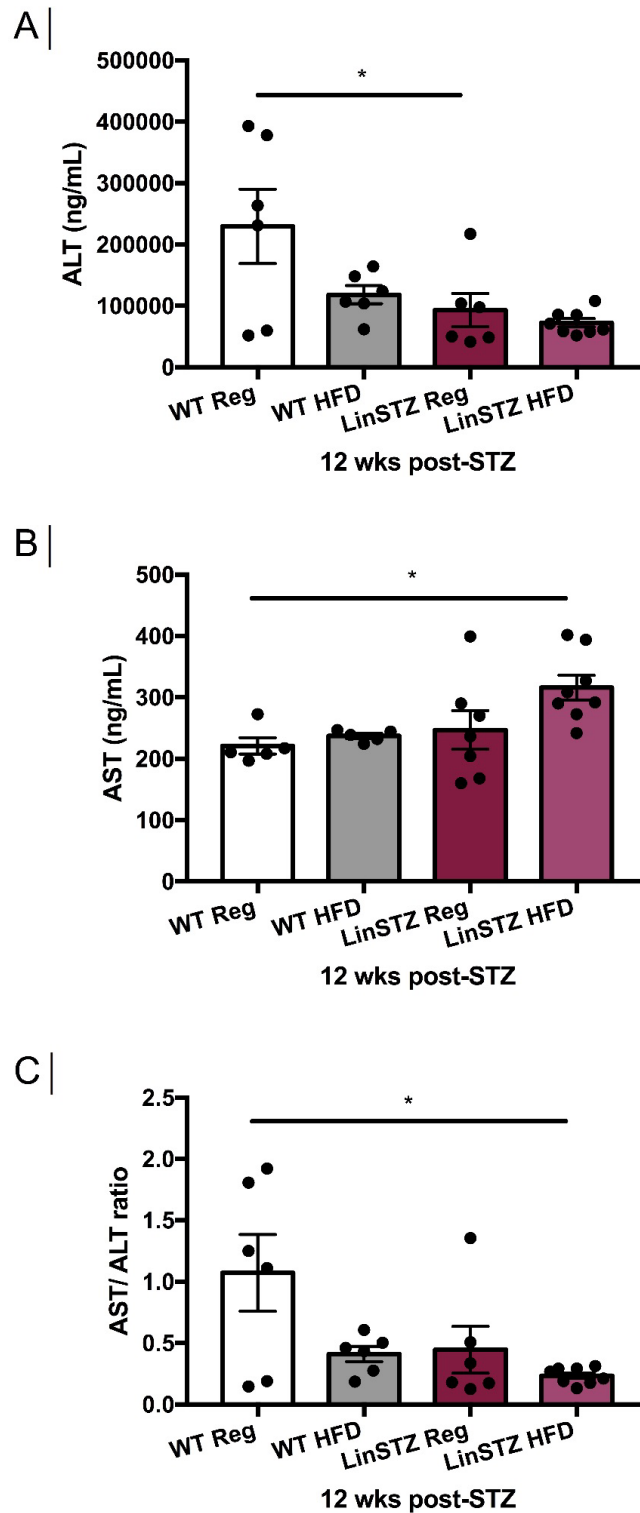 A |
500000
*
400000
300000
200000
100000
0
ALT (ng/mL)
WT Reg
WT HFD
LinSTZ Reg
LinSTZ HFD
12 wks post-STZ
B |
500
*
400
300
200
100
0
AST (ng/mL)
WT Reg
WT HFD
LinSTZ Reg
LinSTZ HFD
12 wks post-STZ
C |
2.5
*
2.0
1.5
1.0
0.5
0.0
AST/ ALT ratio
WT Reg
WT HFD
LinSTZ Reg
LinSTZ HFD
12 wks post-STZ